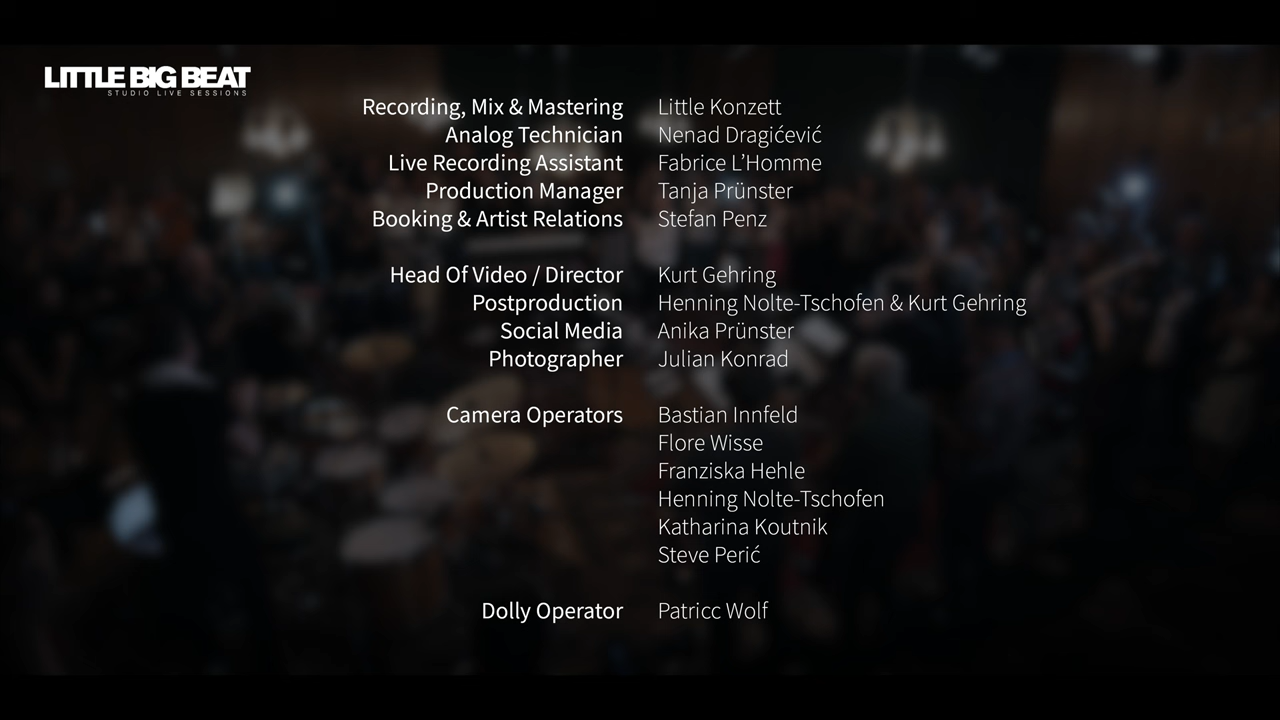 LITTLE BIG BEAT
STUDIO LIVE SESSIONS
Recording, Mix & Mastering Little Konzett
Analog Technician Nenad Dragićević
Live Recording Assistant Fabrice L’Homme
Production Manager Tanja Prünster
Booking & Artist Relations Stefan Penz
Head Of Video / Director Kurt Gehring
Postproduction Henning Nolte-Tschofen & Kurt Gehring
Social Media Anika Prünster
Photographer Julian Konrad
Camera Operators Bastian Innfeld
Flore Wisse
Franziska Hehle
Henning Nolte-Tschofen
Katharina Koutnik
Steve Perić
Dolly Operator Patricc Wolf